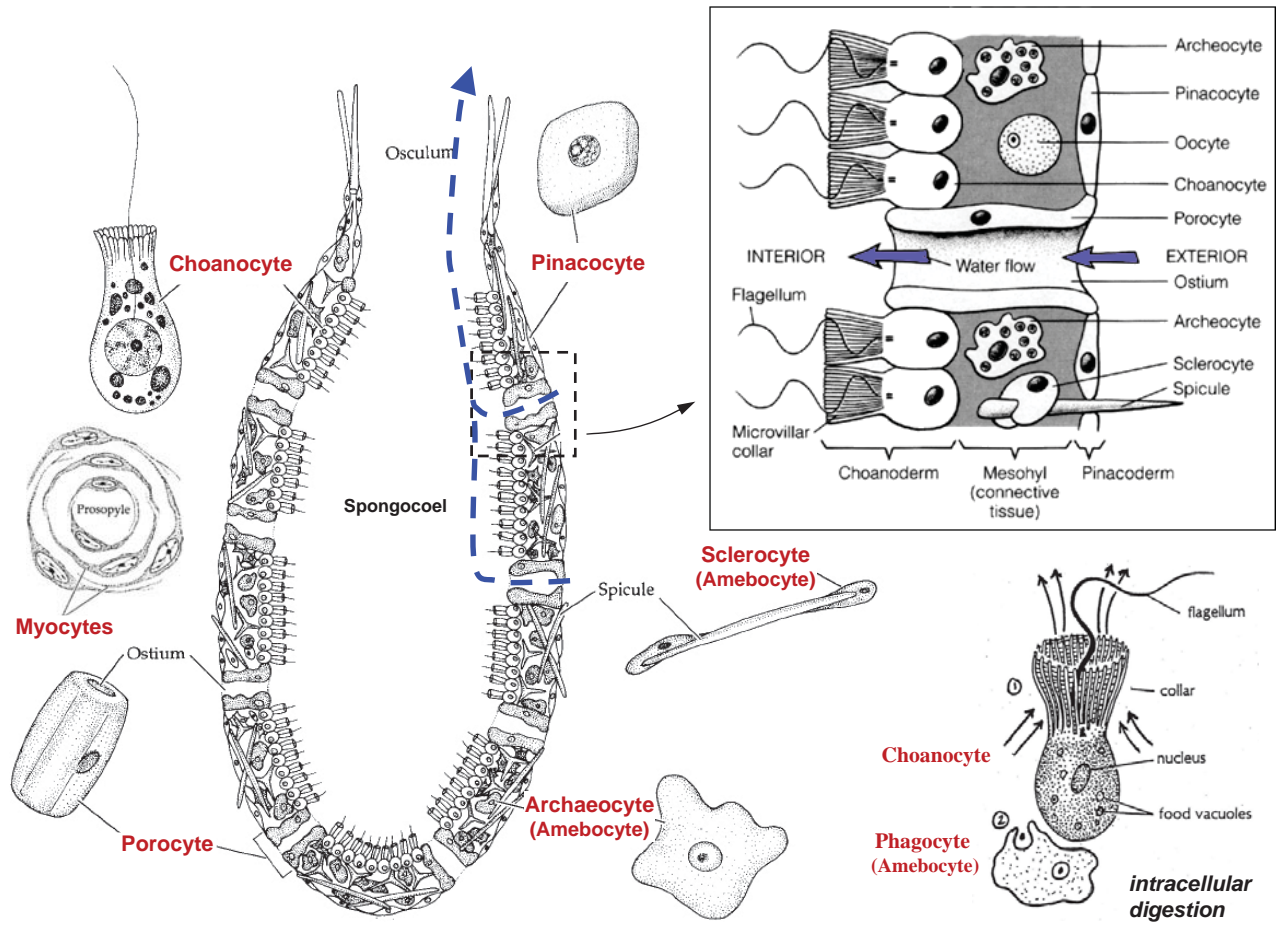 Osculum
Choanocyte
Pinacocyte
Prosopyle
Myocytes
Spongocoel
Ostium
Spicule
Sclerocyte
(Amebocyte)
Porocyte
Archaeocyte
(Amebocyte)
Archeocyte
Pinacocyte
Oocyte
Choanocyte
Porocyte
INTERIOR
EXTERIOR
Water flow
Ostium
Flagellum
Archeocyte
Sclerocyte
Spicule
Microvillar
collar
Choanoderm
Mesohyl
(connective
tissue)
Pinacoderm
flagellum
1
collar
Choanocyte
nucleus
food vacuoles
2
Phagocyte
(Amebocyte)
intracellular
digestion